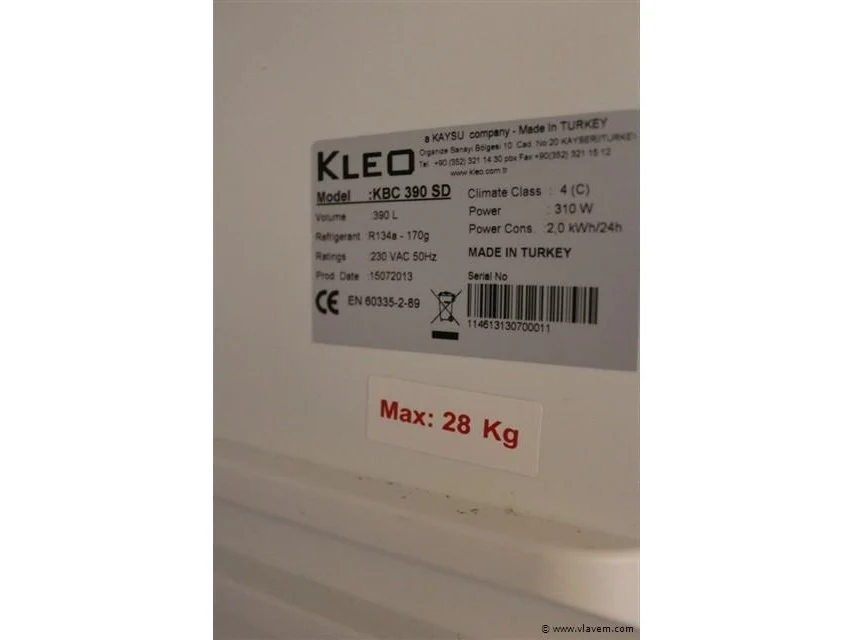 KLEO
a KAYSU company - Made In TURKEY
Organize Sanayi Bölgesi 10. Cad. No 20 KAYSERİ/TURKEY
Tel : +90 (352) 321 14 30 pbx Fax +90(352) 321 15 12
www.kleo.com.tr
Model :KBC 390 SD
Volume : 390 L
Refrigerant : R134a - 170g
Ratings : 230 VAC 50Hz
Prod. Date : 15072013
CE EN 60335-2-89
Climate Class : 4 (C)
Power : 310 W
Power Cons. : 2,0 kWh/24h
MADE IN TURKEY
Serial No
114613130700011
Max: 28 Kg
© www.vlavem.com